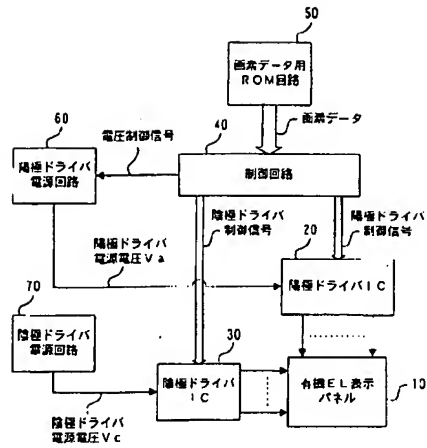 50
画素データ用
ROM回路
画素データ
60
電圧制御信号
40
陽極ドライバ
電源回路
制御回路
陰極ドライバ
制御信号
陽極ドライバ
制御信号
20
陽極ドライバ
電源電圧Va
陽極ドライバIC
70
陰極ドライバ
電源回路
30
陰極ドライバ
IC
有機EL表示
パネル
10
陰極ドライバ
電源電圧Vc